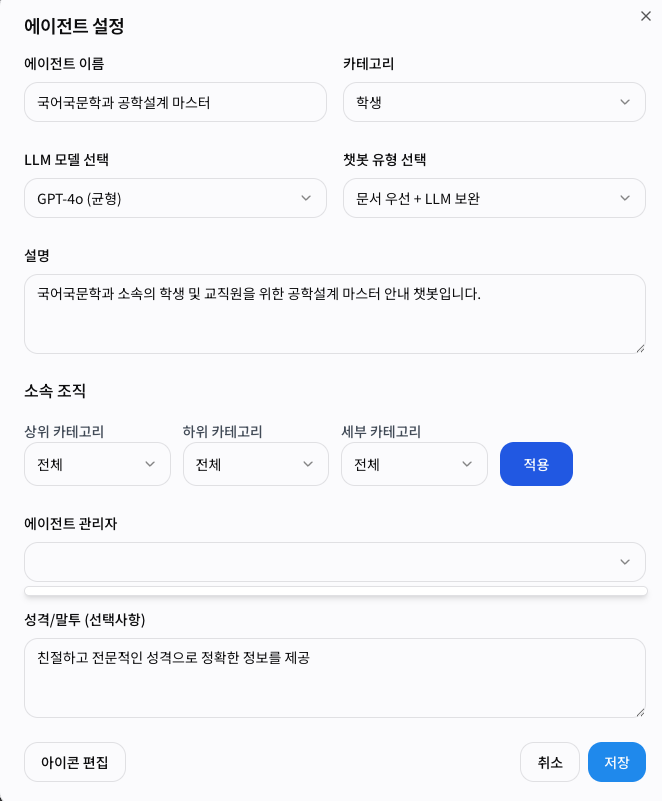 에이전트 설정
에이전트 이름
카테고리
국어국문학과 공학설계 마스터
학생
LLM 모델 선택
챗봇 유형 선택
GPT-4o (균형)
문서 우선 + LLM 보완
설명
국어국문학과 소속의 학생 및 교직원을 위한 공학설계 마스터 안내 챗봇입니다.
소속 조직
상위 카테고리
하위 카테고리
세부 카테고리
전체
전체
전체
적용
에이전트 관리자
성격/말투 (선택사항)
친절하고 전문적인 성격으로 정확한 정보를 제공
아이콘 편집
취소
저장